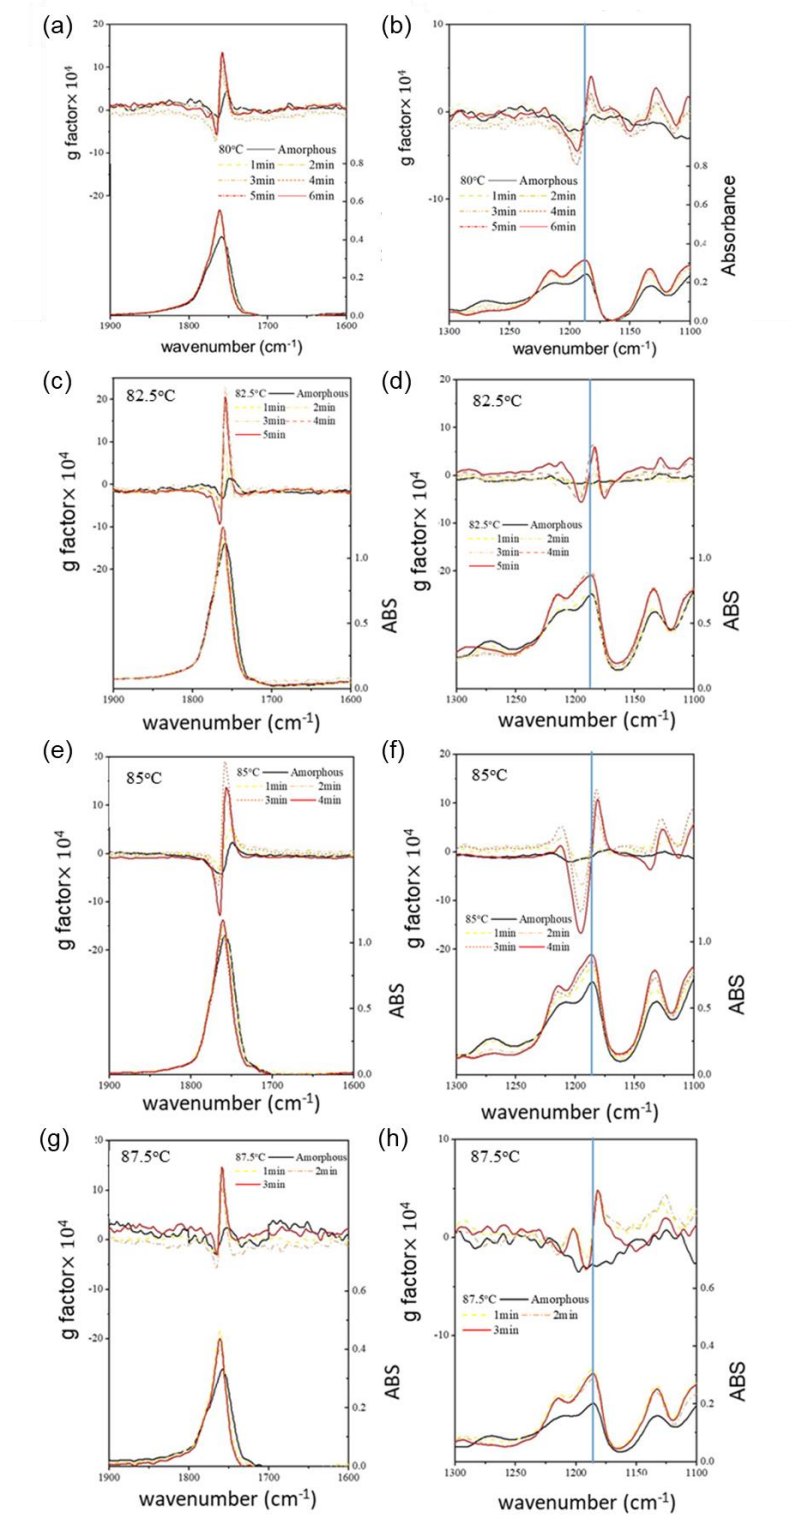 (a)
20
10
0
-10
-20
g factor× 10⁴
80°C Amorphous
1min 2min
3min 4min
5min 6min
0.8
0.6
0.4
0.2
0.0
1900 1800 1700 1600
wavenumber (cm⁻¹)
(b)
10
0
-10
g factor× 10⁴
80°C Amorphous
1min 2min
3min 4min
5min 6min
0.8
0.6
0.4
0.2
0.0
Absorbance
1300 1250 1200 1150 1100
wavenumber (cm⁻¹)
(c)
82.5°C
20
10
0
-10
-20
g factor× 10⁴
82.5°C Amorphous
1min 2min
3min 4min
5min
1.0
0.5
0.0
ABS
1900 1800 1700 1600
wavenumber (cm⁻¹)
(d)
82.5°C
20
10
0
-10
-20
g factor× 10⁴
82.5°C Amorphous
1min 2min
3min 4min
5min
1.0
0.5
0.0
ABS
1300 1250 1200 1150 1100
wavenumber (cm⁻¹)
(e)
85°C
20
10
0
-10
-20
g factor× 10⁴
85°C Amorphous
1min 2min
3min 4min
1.0
0.5
0.0
ABS
1900 1800 1700 1600
wavenumber (cm⁻¹)
(f)
85°C
20
10
0
-10
-20
g factor× 10⁴
85°C Amorphous
1min 2min
3min 4min
1.0
0.5
0.0
ABS
1300 1250 1200 1150 1100
wavenumber (cm⁻¹)
(g)
87.5°C
20
10
0
-10
-20
g factor× 10⁴
87.5°C Amorphous
1min 2min
3min
0.6
0.4
0.2
0.0
ABS
1900 1800 1700 1600
wavenumber (cm⁻¹)
(h)
87.5°C
10
0
-10
g factor× 10⁴
87.5°C Amorphous
1min 2min
3min
0.6
0.4
0.2
0.0
ABS
1300 1250 1200 1150 1100
wavenumber (cm⁻¹)